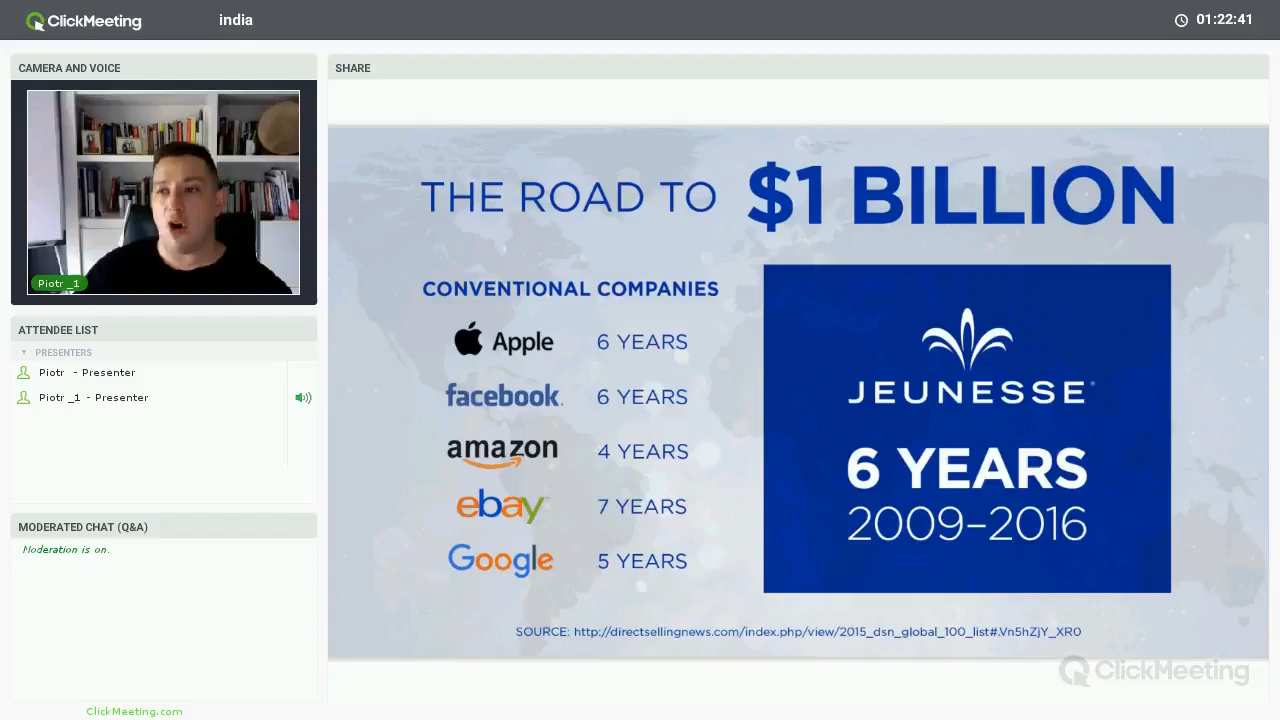 ClickMeeting
india
01:22:41
CAMERA AND VOICE
Piotr _1
ATTENDEE LIST
PRESENTERS
Piotr - Presenter
Piotr _1 - Presenter
MODERATED CHAT (Q&A)
Moderation is on.
ClickMeeting.com
SHARE
THE ROAD TO $1 BILLION
CONVENTIONAL COMPANIES
Apple 6 YEARS
facebook. 6 YEARS
amazon 4 YEARS
ebay 7 YEARS
Google 5 YEARS
JEUNESSE
6 YEARS
2009–2016
SOURCE: http://directsellingnews.com/index.php/view/2015_dsn_global_100_list#.Vn5hZjY_XR0
ClickMeeting